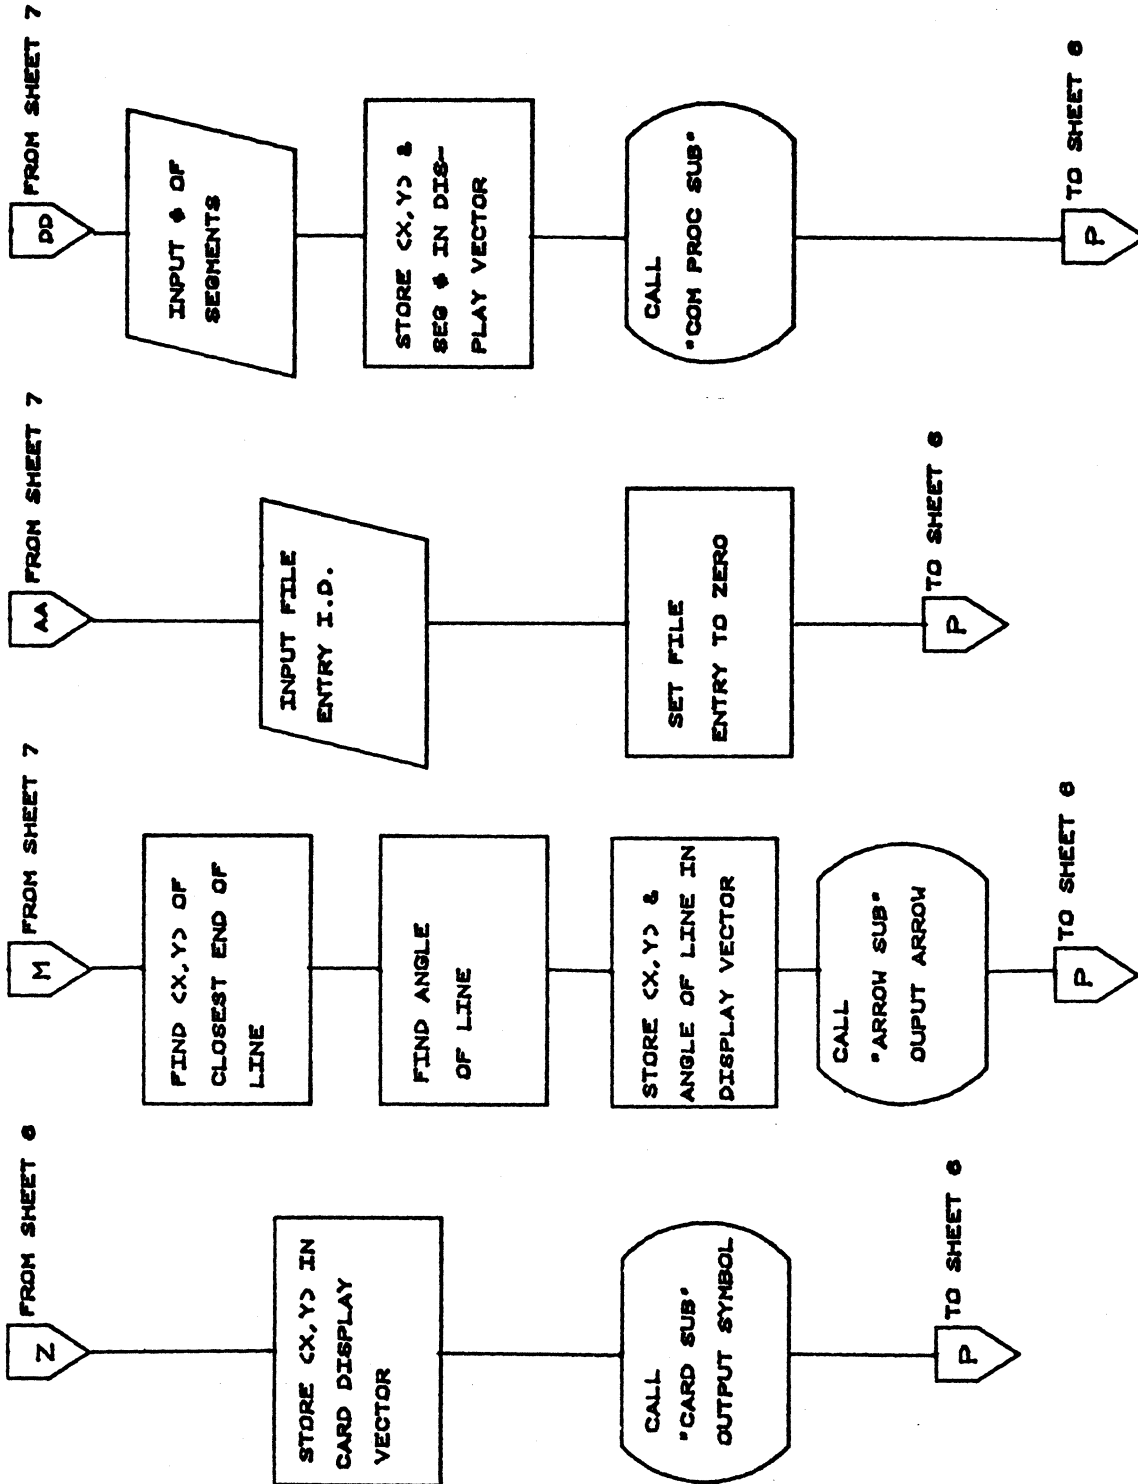 Z FROM SHEET 6
STORE <X,Y> IN
CARD DISPLAY
VECTOR
CALL
"CARD SUB"
OUTPUT SYMBOL
P TO SHEET 6
M FROM SHEET 7
FIND <X,Y> OF
CLOSEST END OF
LINE
FIND ANGLE
OF LINE
STORE <X,Y> &
ANGLE OF LINE IN
DISPLAY VECTOR
CALL
"ARROW SUB"
OUPUT ARROW
P TO SHEET 6
AA FROM SHEET 7
INPUT FILE
ENTRY I.D.
SET FILE
ENTRY TO ZERO
P TO SHEET 6
DD FROM SHEET 7
INPUT # OF
SEGMENTS
STORE <X,Y> &
SEG # IN DIS-
PLAY VECTOR
CALL
"COM PROC SUB"
P TO SHEET 6